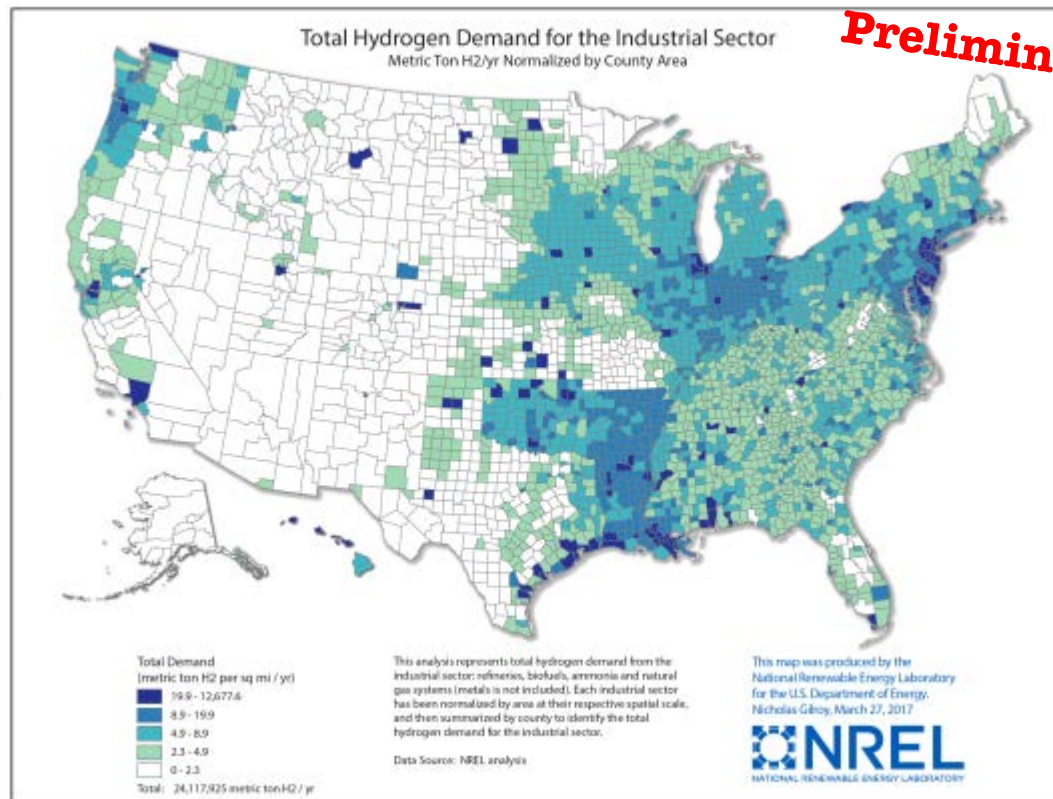 Prelimin
Total Hydrogen Demand for the Industrial Sector
Metric Ton H2/yr Normalized by County Area
Total Demand
(metric ton H2 per sq mi / yr)
19.9 - 12,677.6
8.9 - 19.9
4.9 - 8.9
2.3 - 4.9
0 - 2.3
Total: 24,117,925 metric ton H2 / yr
This analysis represents total hydrogen demand from the
industrial sector: refineries, biofuels, ammonia and natural
gas systems (metals is not included). Each industrial sector
has been normalized by area at their respective spatial scale,
and then summarized by county to identify the total
hydrogen demand for the industrial sector.
Data Source: NREL analysis
This map was produced by the
National Renewable Energy Laboratory
for the U.S. Department of Energy.
Nicholas Gilroy, March 27, 2017
NREL
NATIONAL RENEWABLE ENERGY LABORATORY